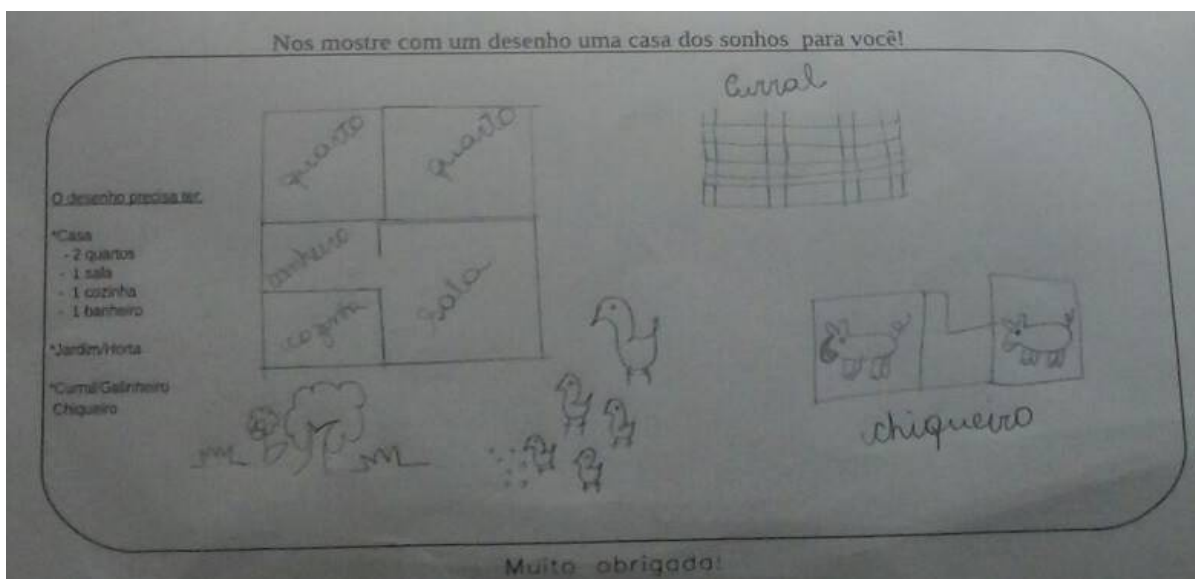 Nos mostre com um desenho uma casa dos sonhos para você!
Curral
quarto
quarto
O desenho precisa ter:
*Casa
- 2 quartos
- 1 sala
- 1 cozinha
- 1 banheiro
banheiro
sala
cozinha
*Jardim/Horta
*Curral/Galinheiro
Chiqueiro
chiqueiro
Muito obrigada!